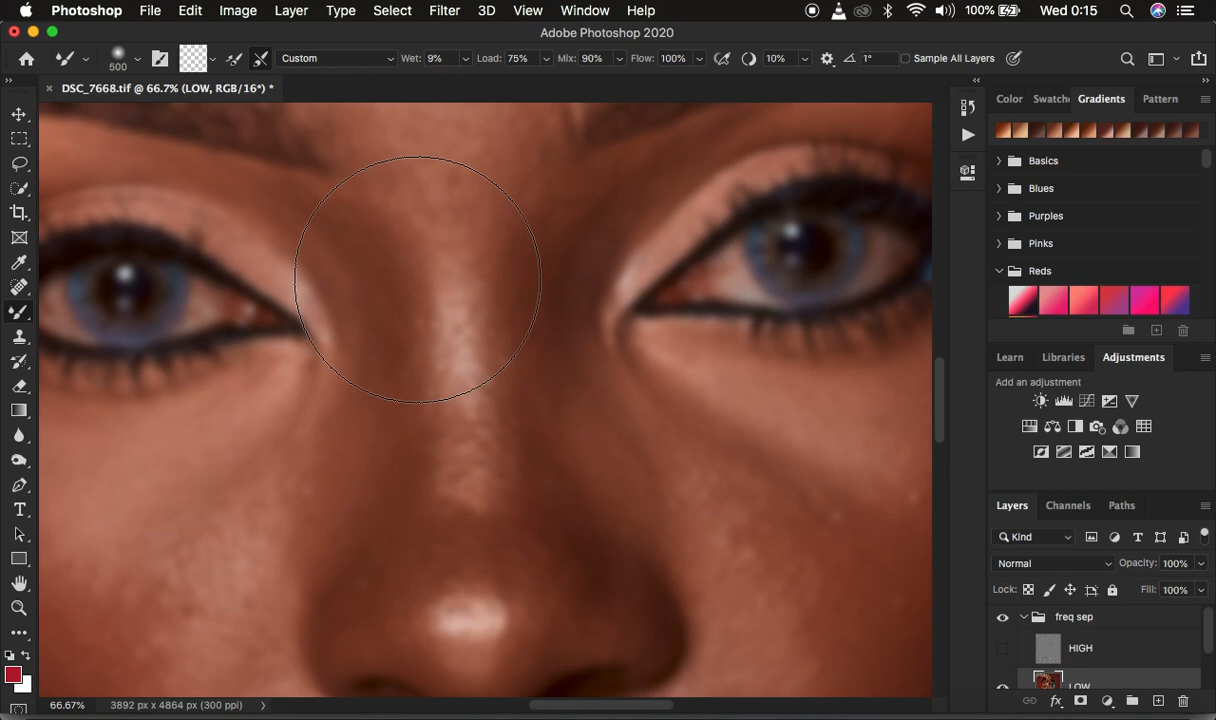 Photoshop File Edit Image Layer Type Select Filter 3D View Window Help 100% Wed 0:15
Adobe Photoshop 2020
500 Custom Wet: 9% Load: 75% Mix: 90% Flow: 100% 10% 1° Sample All Layers
DSC_7668.tif @ 66.7% (LOW, RGB/16*) *
Color Swatche Gradients Pattern
Basics
Blues
Purples
Pinks
Reds
Learn Libraries Adjustments
Add an adjustment
Layers Channels Paths
Kind
Normal Opacity: 100%
Lock: Fill: 100%
freq sep
HIGH
LOW
66.67% 3892 px x 4864 px (300 ppi)